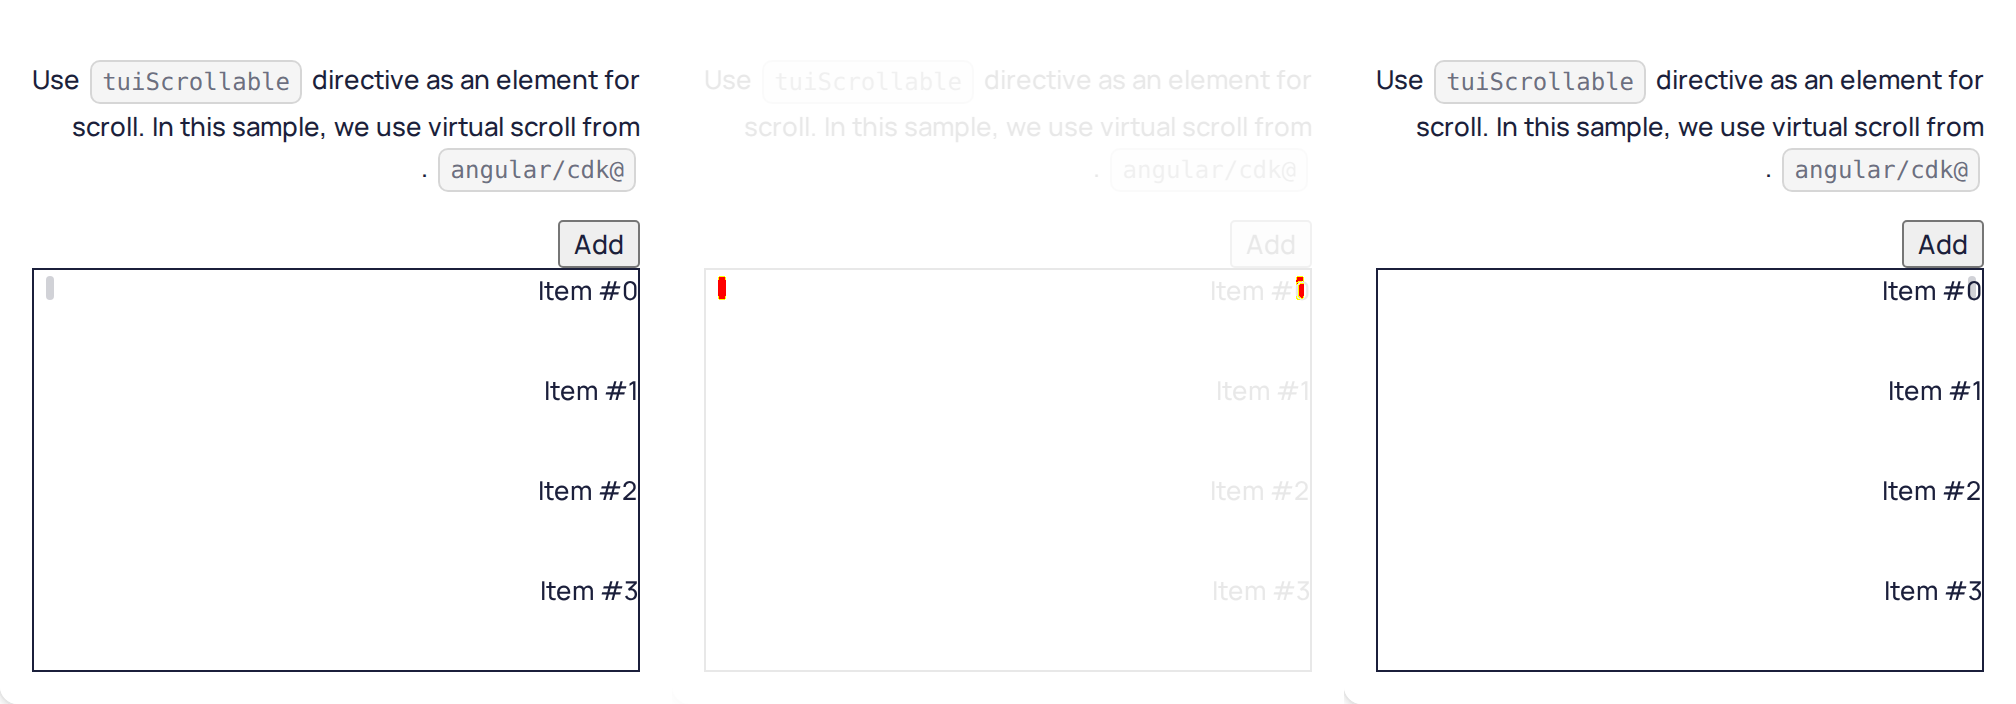 Use tuiScrollable directive as an element for
scroll. In this sample, we use virtual scroll from
. angular/cdk@
Add
Item #0
Item #1
Item #2
Item #3
Use tuiScrollable directive as an element for
scroll. In this sample, we use virtual scroll from
. angular/cdk@
Add
Item #
Item #1
Item #2
Item #3
Use tuiScrollable directive as an element for
scroll. In this sample, we use virtual scroll from
. angular/cdk@
Add
Item #0
Item #1
Item #2
Item #3